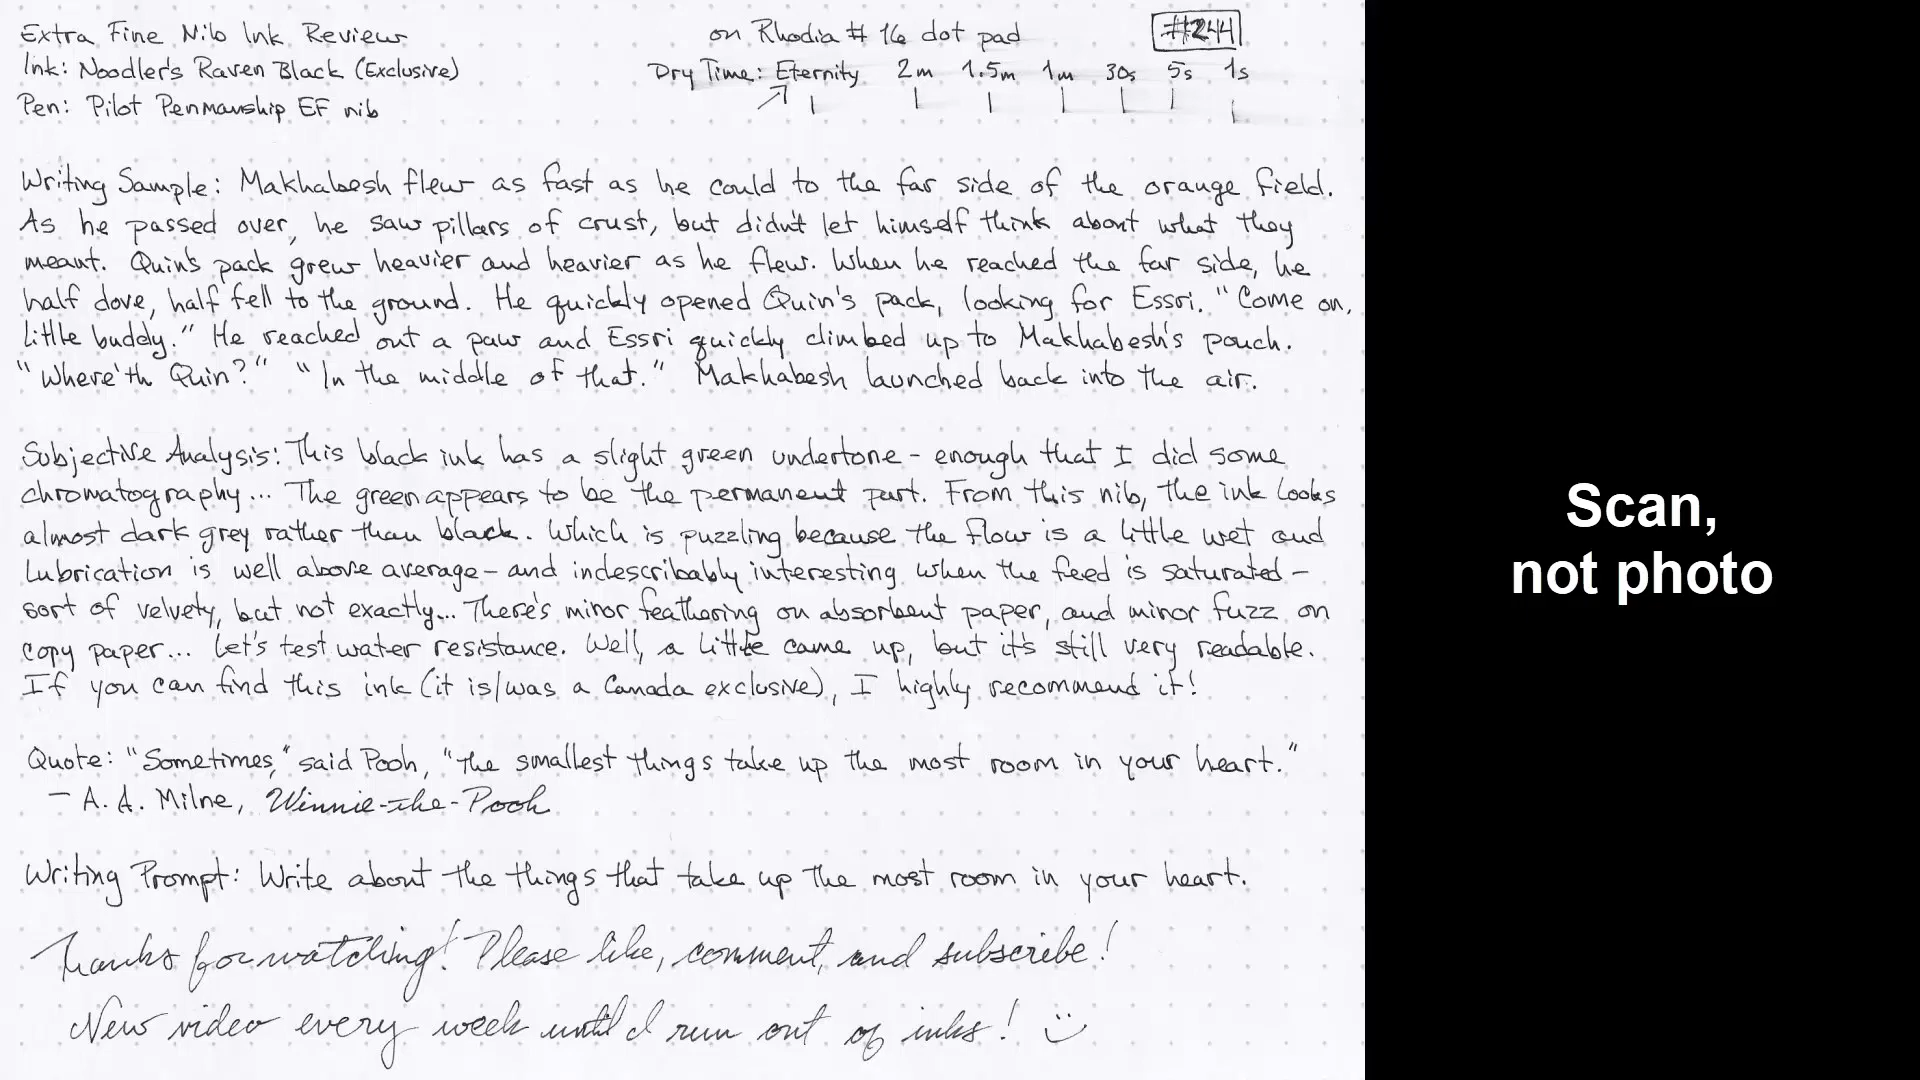 Extra Fine Nib Ink Review
on Rhodia # 16 dot pad
#244
Ink: Noodler's Raven Black (Exclusive)
Dry Time: Eternity 2m 1.5m 1m 30s 5s 1s
Pen: Pilot Penmanship EF nib
Writing Sample: Makhabesh flew as fast as he could to the far side of the orange field.
As he passed over, he saw pillars of crust, but didn't let himself think about what they
meant. Quin's pack grew heavier and heavier as he flew. When he reached the far side, he
half dove, half fell to the ground. He quickly opened Quin's pack, looking for Essri. "Come on,
little buddy." He reached out a paw and Essri quickly climbed up to Makhabesh's pouch.
"Where'th Quin?" "In the middle of that." Makhabesh launched back into the air.
Subjective Analysis: This black ink has a slight green undertone - enough that I did some
chromatography... The green appears to be the permanent part. From this nib, the ink looks
almost dark grey rather than black. Which is puzzling because the flow is a little wet and
lubrication is well above average - and indescribably interesting when the feed is saturated -
sort of velvety, but not exactly... There's minor feathering on absorbent paper, and minor fuzz on
copy paper... Let's test water resistance. Well, a little came up, but it's still very readable.
If you can find this ink (it is/was a Canada exclusive), I highly recommend it!
Quote: "Sometimes," said Pooh, "the smallest things take up the most room in your heart."
- A. A. Milne, Winnie-the-Pooh
Writing Prompt: Write about the things that take up the most room in your heart.
Thanks for watching! Please like, comment, and subscribe!
New video every week until I run out of inks! :)
Scan,
not photo